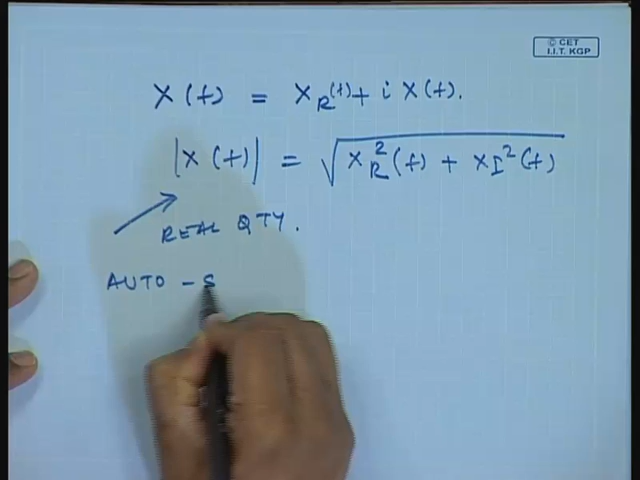 © CET
I.I.T. KGP
X(f) = X_R(f) + i X(f).
|X(f)| = √(X_R²(f) + X_I²(f))
REAL QTY.
AUTO - S